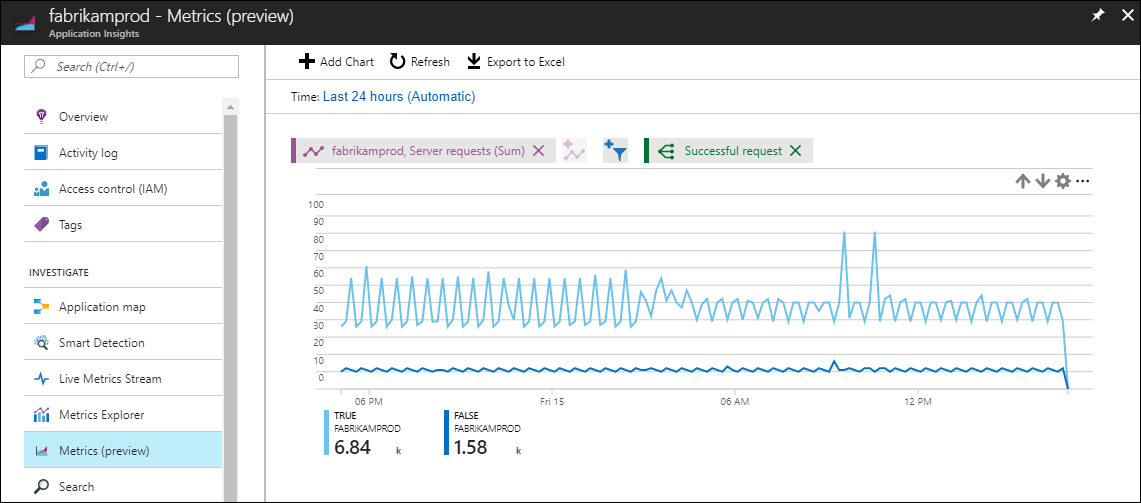 fabrikamprod - Metrics (preview)
Application Insights
Search (Ctrl+/)
Overview
Activity log
Access control (IAM)
Tags
INVESTIGATE
Application map
Smart Detection
Live Metrics Stream
Metrics Explorer
Metrics (preview)
Search
Add Chart
Refresh
Export to Excel
Time: Last 24 hours (Automatic)
fabrikamprod, Server requests (Sum)
Successful request
100
90
80
70
60
50
40
30
20
10
0
06 PM
Fri 15
06 AM
12 PM
TRUE
FABRIKAMPROD
6.84 k
FALSE
FABRIKAMPROD
1.58 k